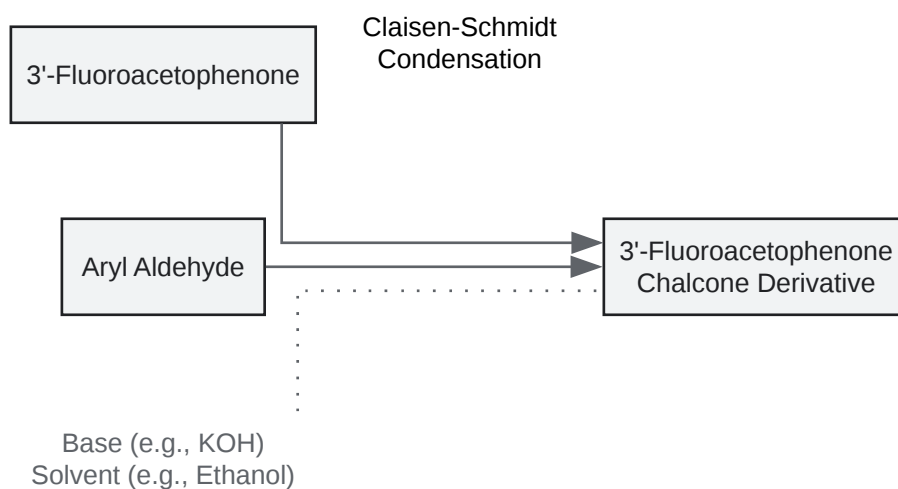 Claisen-Schmidt
Condensation
3'-Fluoroacetophenone
Aryl Aldehyde
3'-Fluoroacetophenone
Chalcone Derivative
Base (e.g., KOH)
Solvent (e.g., Ethanol)